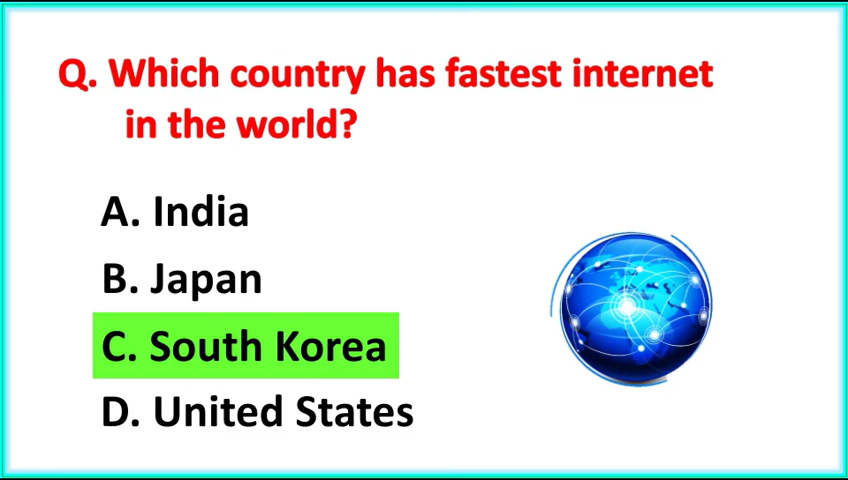 Q. Which country has fastest internet
in the world?
A. India
B. Japan
C. South Korea
D. United States